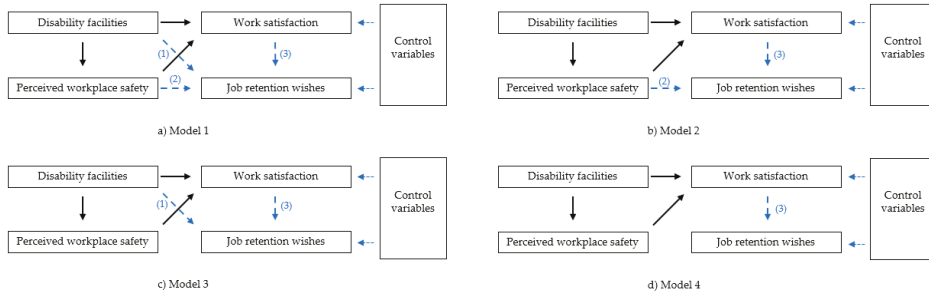 Disability facilities
Work satisfaction
Control
variables
(1)
(3)
(2)
Perceived workplace safety
Job retention wishes
a) Model 1
Disability facilities
Work satisfaction
Control
variables
(3)
(2)
Perceived workplace safety
Job retention wishes
b) Model 2
Disability facilities
Work satisfaction
Control
variables
(1)
(3)
Perceived workplace safety
Job retention wishes
c) Model 3
Disability facilities
Work satisfaction
Control
variables
(3)
Perceived workplace safety
Job retention wishes
d) Model 4